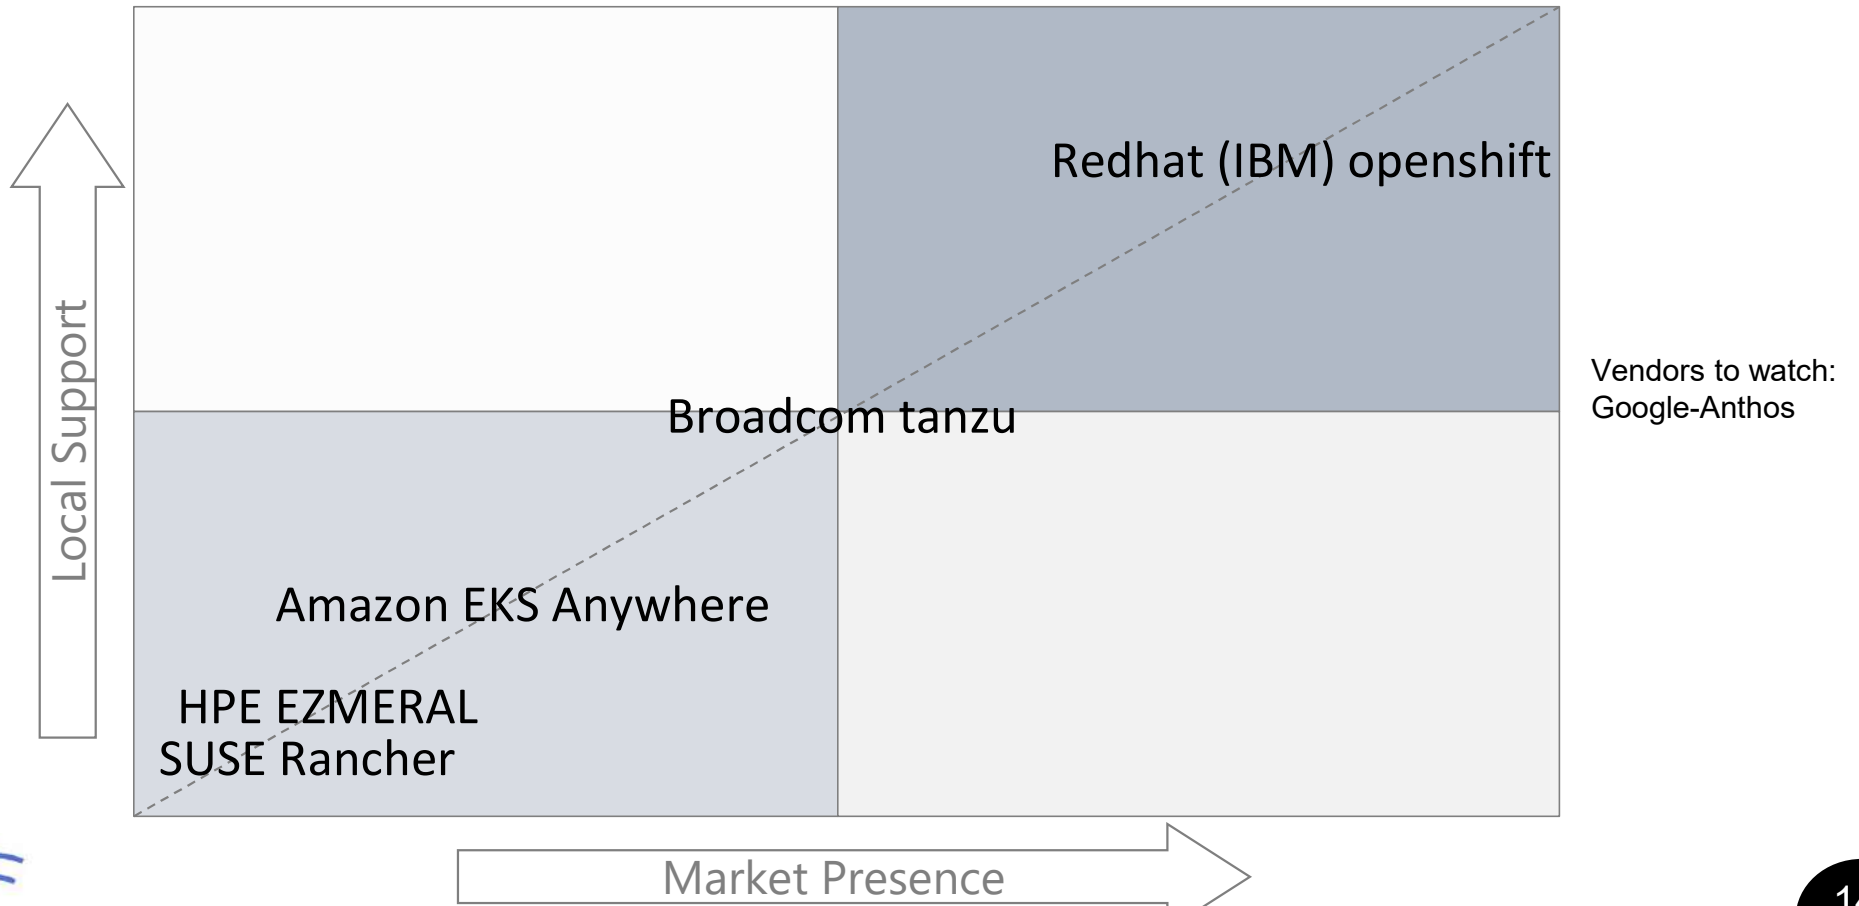 Redhat (IBM) openshift
Local Support
Vendors to watch:
Google-Anthos
Broadcom tanzu
Amazon EKS Anywhere
HPE EZMERAL
SUSE Rancher
Market Presence